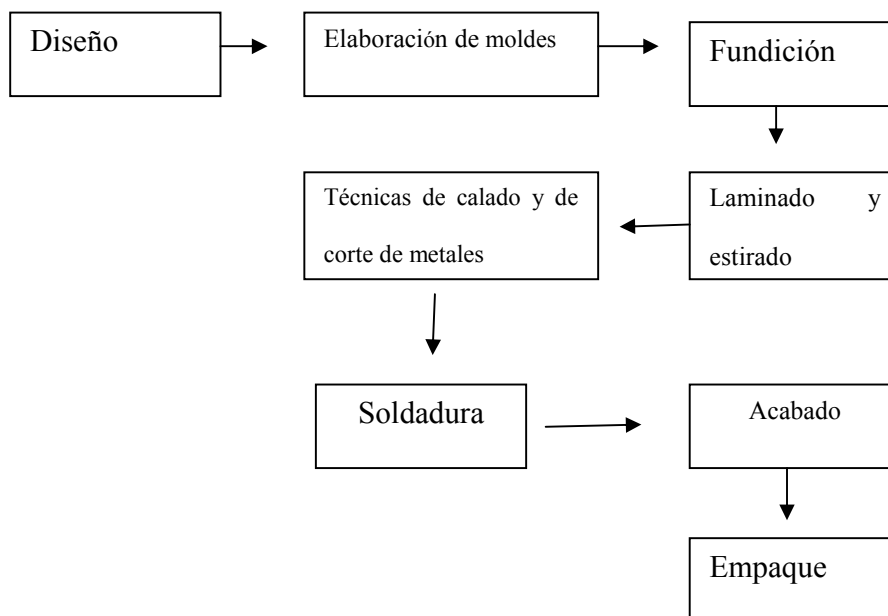 Diseño
Elaboración de moldes
Fundición
Laminado y
estirado
Técnicas de calado y de
corte de metales
Soldadura
Acabado
Empaque